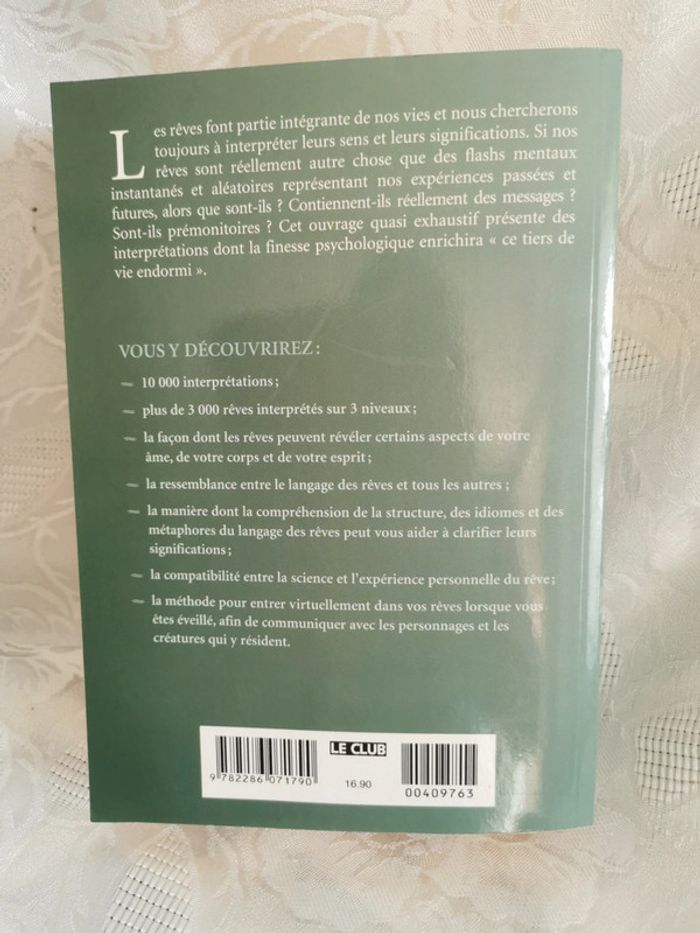 Les rêves font partie intégrante de nos vies et nous chercherons
toujours à interpréter leurs sens et leurs significations. Si nos
rêves sont réellement autre chose que des flashs mentaux
instantanés et aléatoires représentant nos expériences passées et
futures, alors que sont-ils ? Contiennent-ils réellement des messages ?
Sont-ils prémonitoires ? Cet ouvrage quasi exhaustif présente des
interprétations dont la finesse psychologique enrichira « ce tiers de
vie endormi ».
VOUS Y DÉCOUVRIREZ :
— 10 000 interprétations ;
— plus de 3 000 rêves interprétés sur 3 niveaux ;
— la façon dont les rêves peuvent révéler certains aspects de votre
âme, de votre corps et de votre esprit ;
— la ressemblance entre le langage des rêves et tous les autres ;
— la manière dont la compréhension de la structure, des idiomes et des
métaphores du langage des rêves peut vous aider à clarifier leurs
significations ;
— la compatibilité entre la science et l'expérience personnelle du rêve ;
— la méthode pour entrer virtuellement dans vos rêves lorsque vous
êtes éveillé, afin de communiquer avec les personnages et les
créatures qui y résident.
LE CLUB
9 782286 071790
16.90
00409763